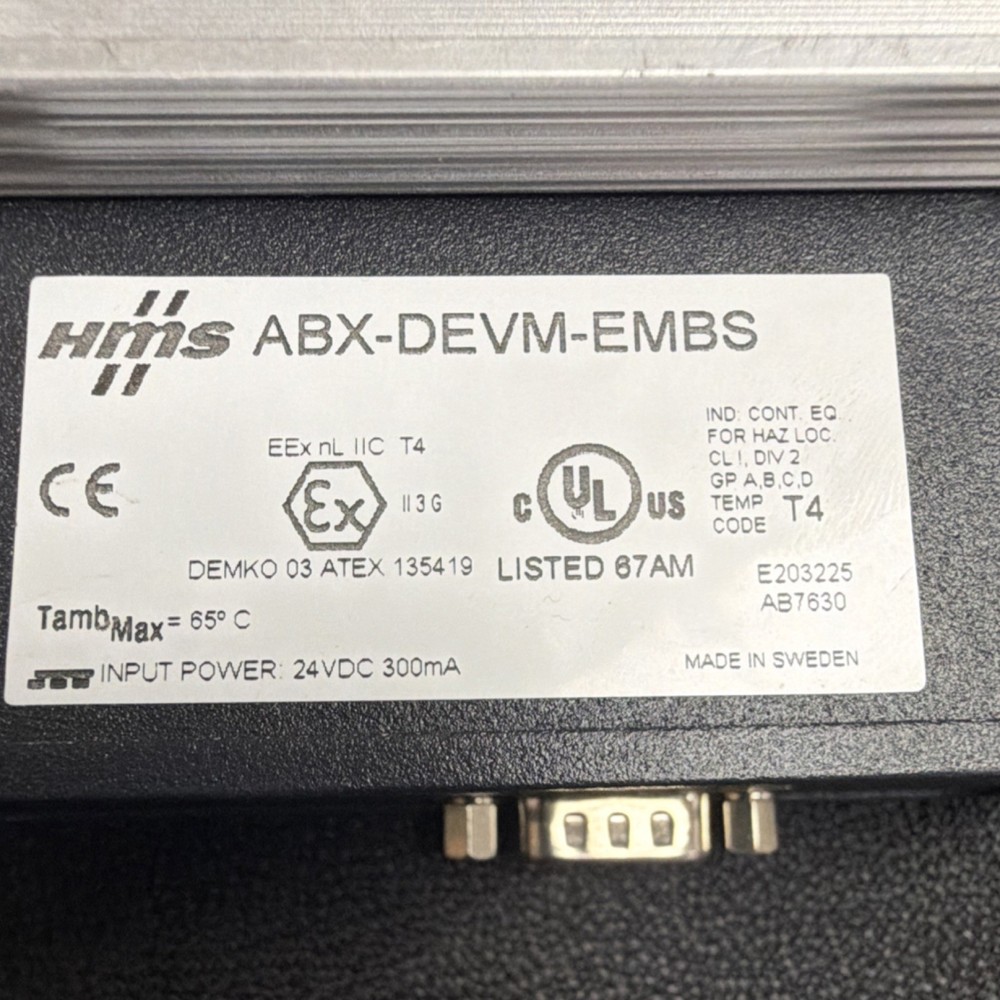 HMS ABX-DEVM-EMBS
IND. CONT. EQ.
FOR HAZ LOC.
CL I, DIV 2
GP A,B,C,D
TEMP CODE T4
EEx nL IIC T4
CE
Ex
II 3 G
C UL US
DEMKO 03 ATEX 135419
LISTED 67AM
E203225
AB7630
TambMax = 65° C
INPUT POWER: 24VDC 300mA
MADE IN SWEDEN